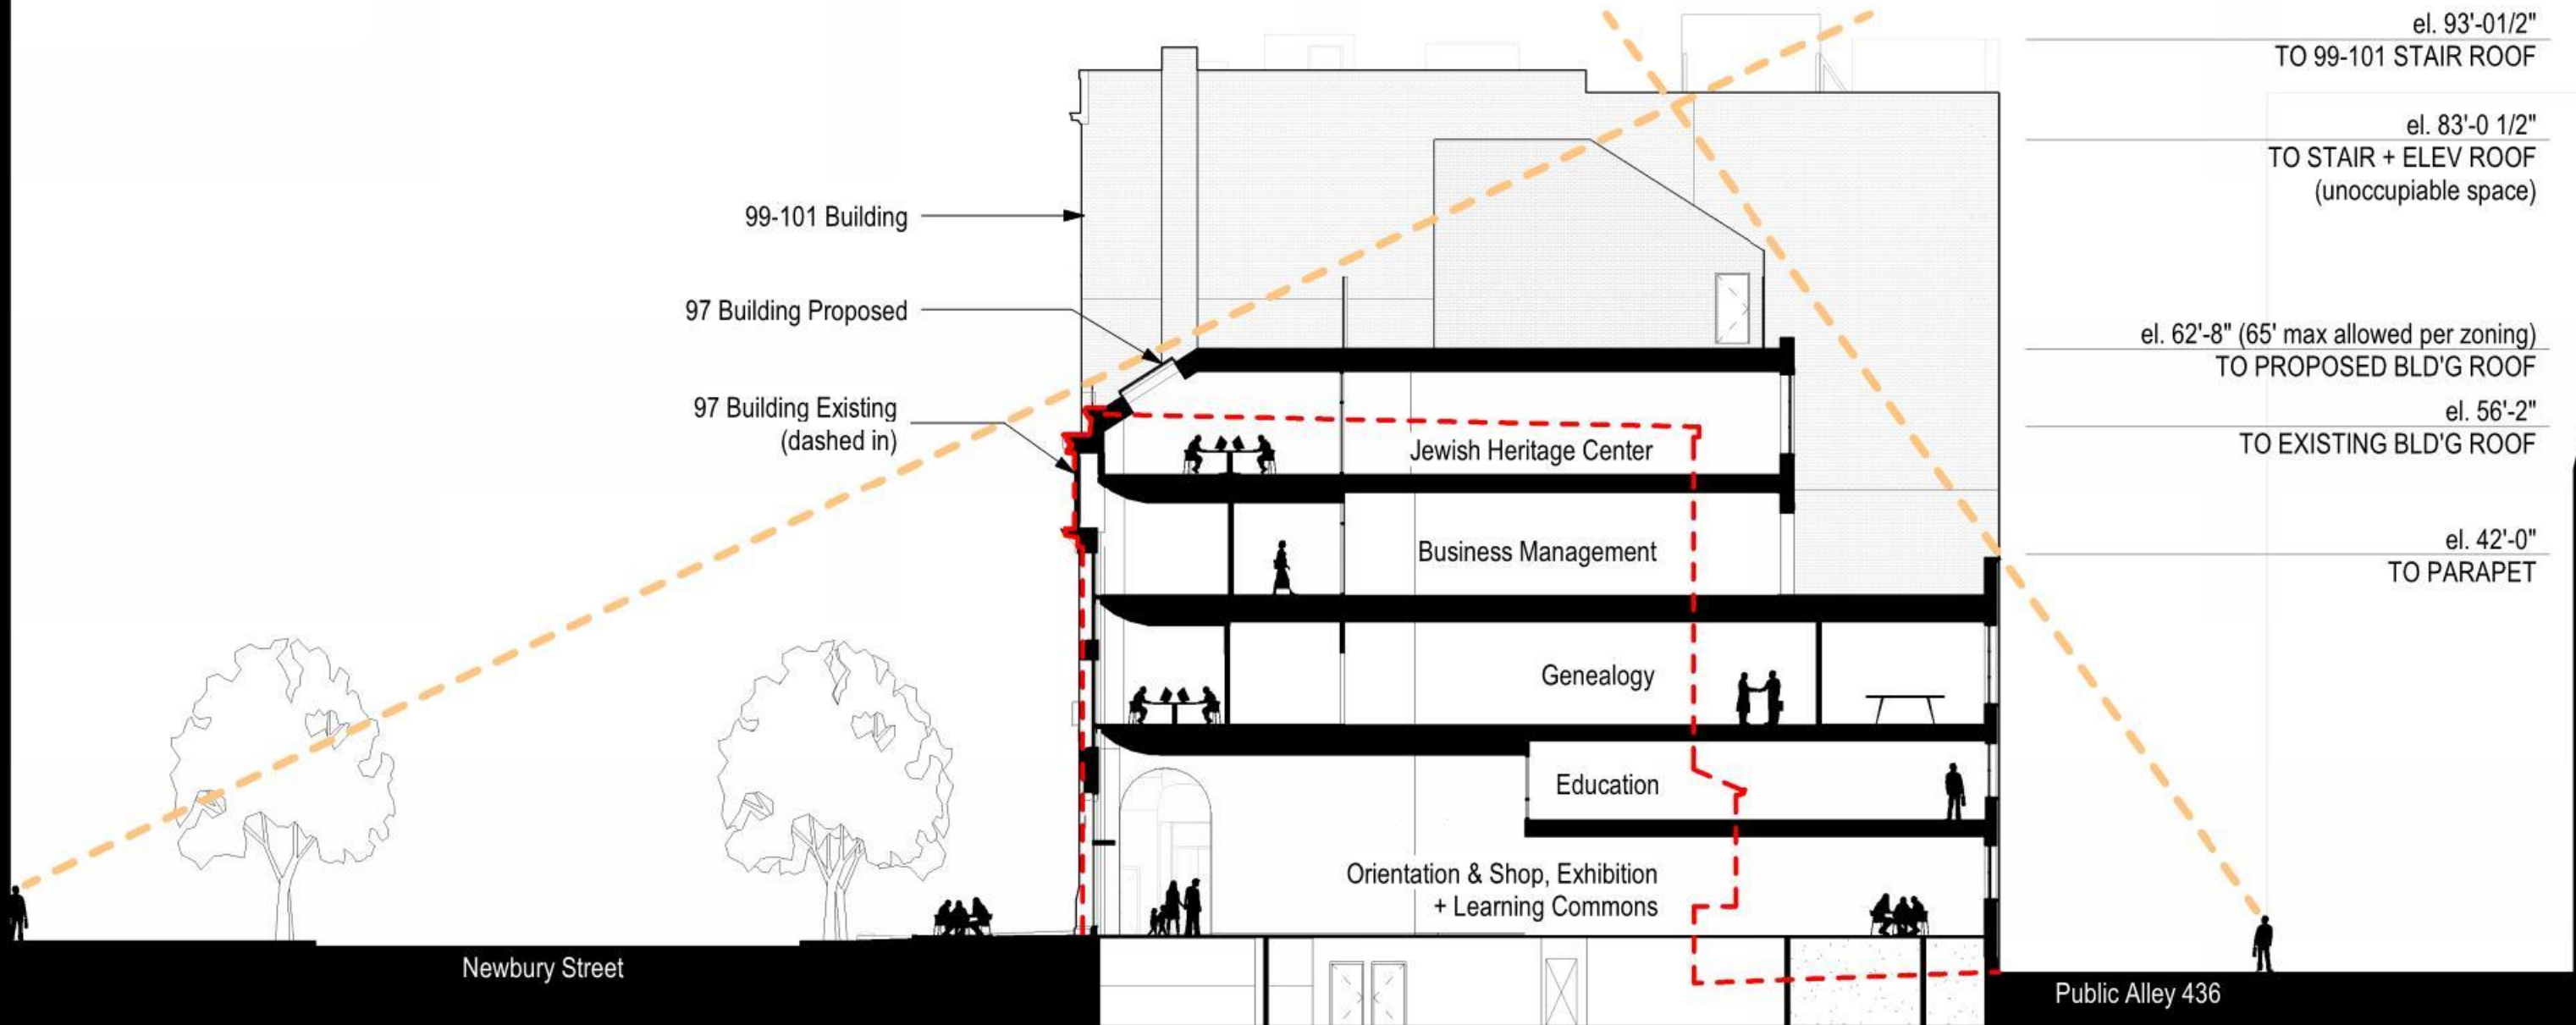 el. 93'-01/2"
TO 99-101 STAIR ROOF
el. 83'-0 1/2"
TO STAIR + ELEV ROOF
(unoccupiable space)
99-101 Building
97 Building Proposed
el. 62'-8" (65' max allowed per zoning)
TO PROPOSED BLD'G ROOF
97 Building Existing
(dashed in)
el. 56'-2"
TO EXISTING BLD'G ROOF
Jewish Heritage Center
Business Management
el. 42'-0"
TO PARAPET
Genealogy
Education
Orientation & Shop, Exhibition
+ Learning Commons
Newbury Street
Public Alley 436